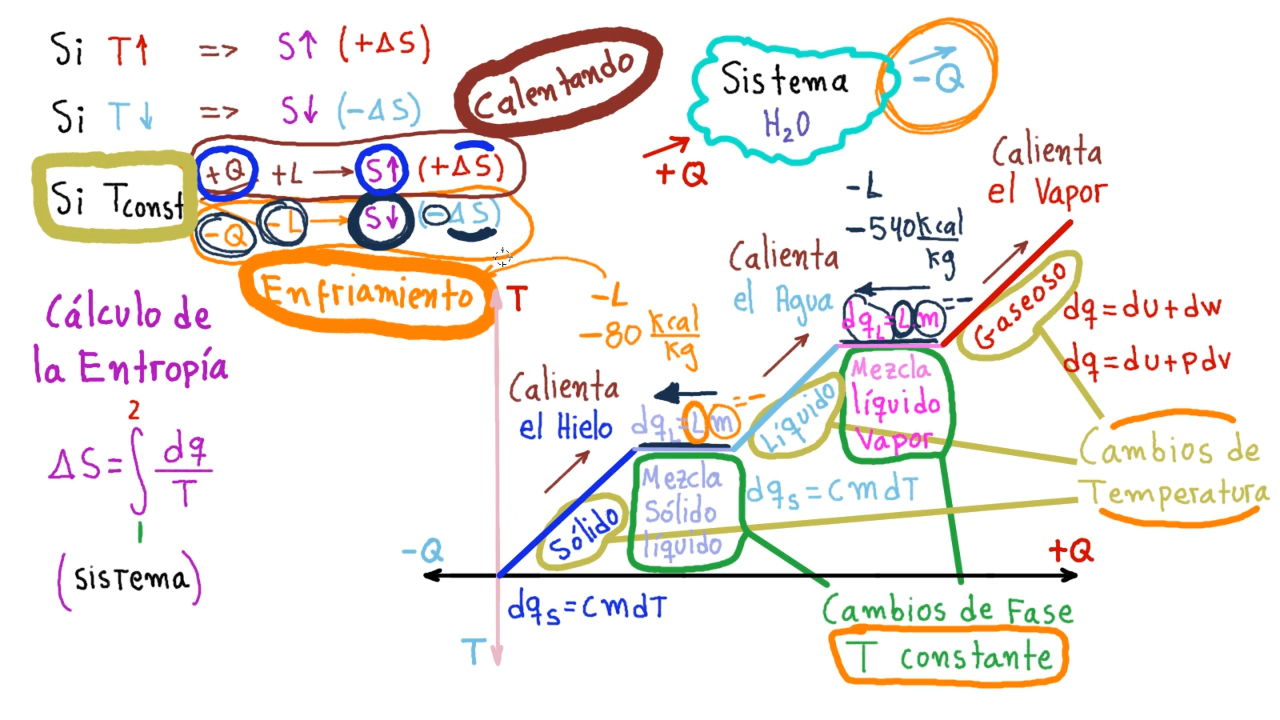 Si T↑ => S↑ (+ΔS)
Calentando
Si T↓ => S↓ (-ΔS)
Si Tconst
+Q +L → S↑ (+ΔS)
-Q -L → S↓ (-ΔS)
Enfriamiento
Sistema
H₂O
-Q
+Q
Calienta
el Vapor
-L
-540 kcal/kg
Calienta
el Agua
T
-L
-80 kcal/kg
Cálculo de
la Entropía
ΔS=∫₁² dq/T
(sistema)
Calienta
el Hielo
dqL=Lm
=-
dqL=Lm
=-
Gaseoso
dq=du+dw
dq=du+pdv
Mezcla
líquido
Vapor
Líquido
Cambios de
Temperatura
Mezcla
Sólido
líquido
dqs=cmdT
Sólido
-Q
+Q
dqs=cmdT
T
Cambios de Fase
T constante